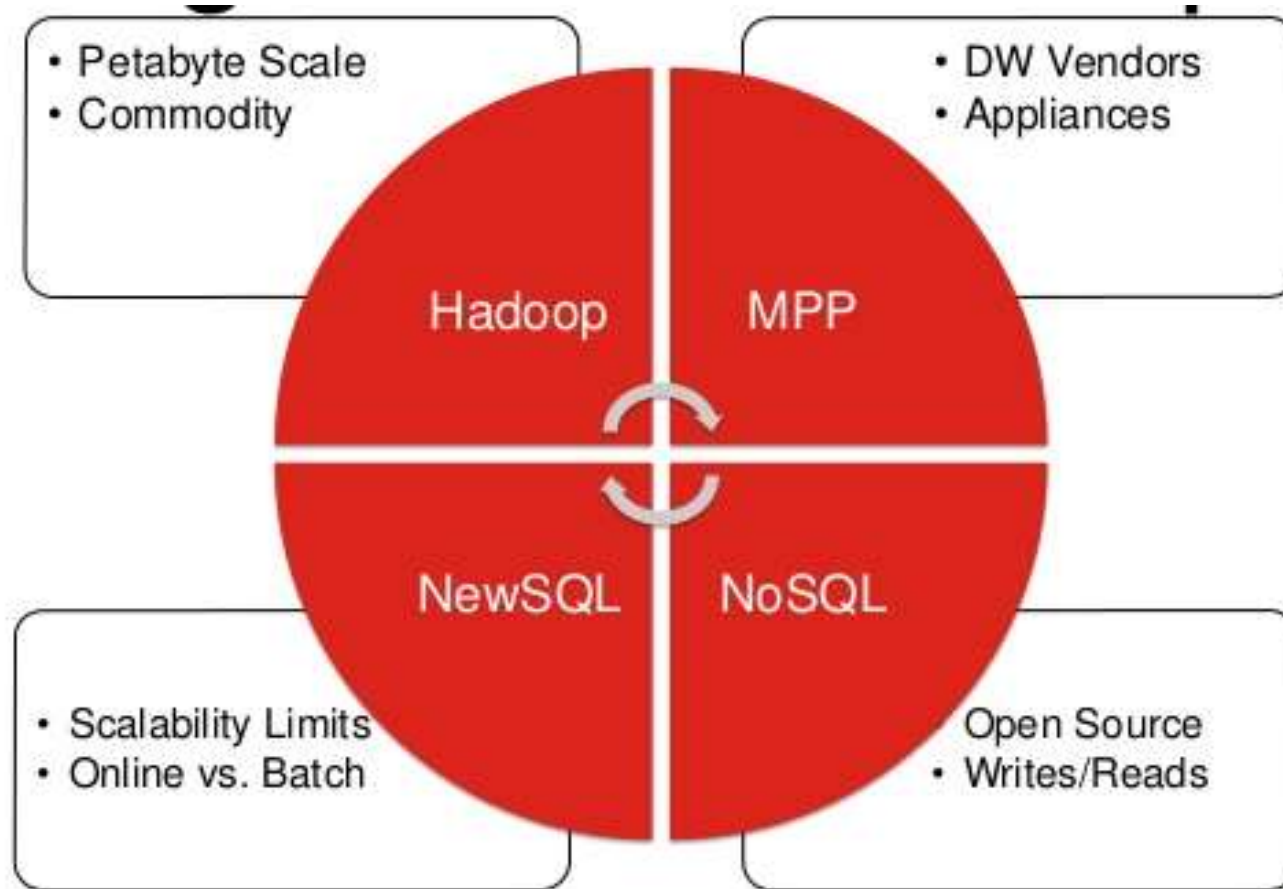 • Petabyte Scale
• Commodity
• DW Vendors
• Appliances
Hadoop
MPP
NewSQL
NoSQL
• Scalability Limits
• Online vs. Batch
Open Source
• Writes/Reads